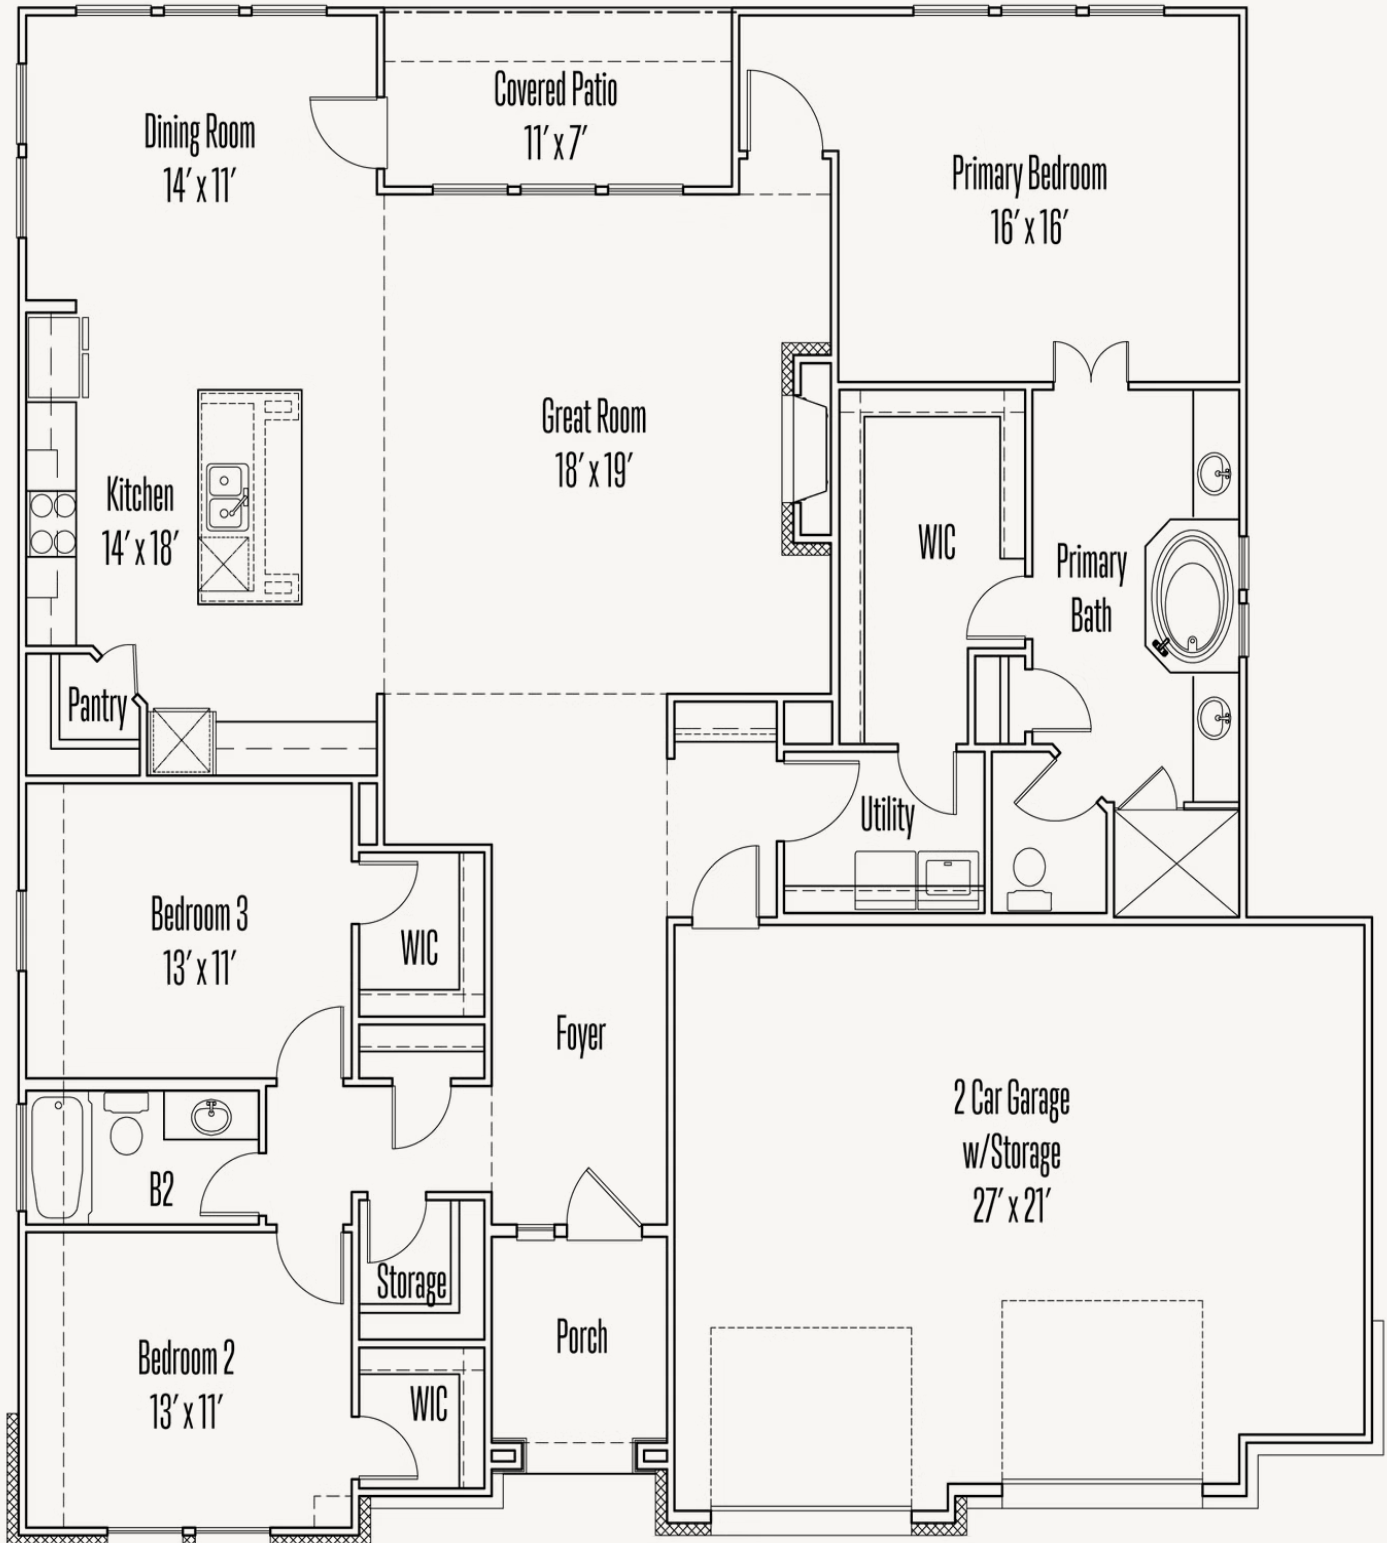 Covered Patio
11′ x 7′
Dining Room
14′ x 11′
Primary Bedroom
16′ x 16′
Great Room
18′ x 19′
Kitchen
14′ x 18′
WIC
Primary
Bath
Pantry
Utility
Bedroom 3
13′ x 11′
WIC
Foyer
2 Car Garage
w/Storage
27′ x 21′
B2
Storage
Porch
Bedroom 2
13′ x 11′
WIC